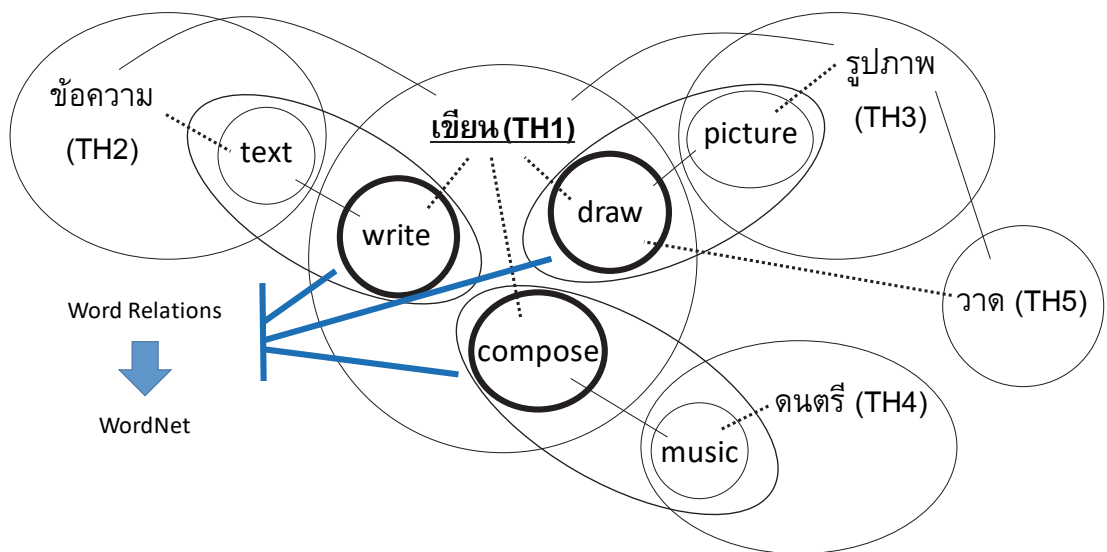 ข้อความ
(TH2)
text
write
เขียน (TH1)
draw
picture
รูปภาพ
(TH3)
วาด (TH5)
compose
music
ดนตรี (TH4)
Word Relations
WordNet